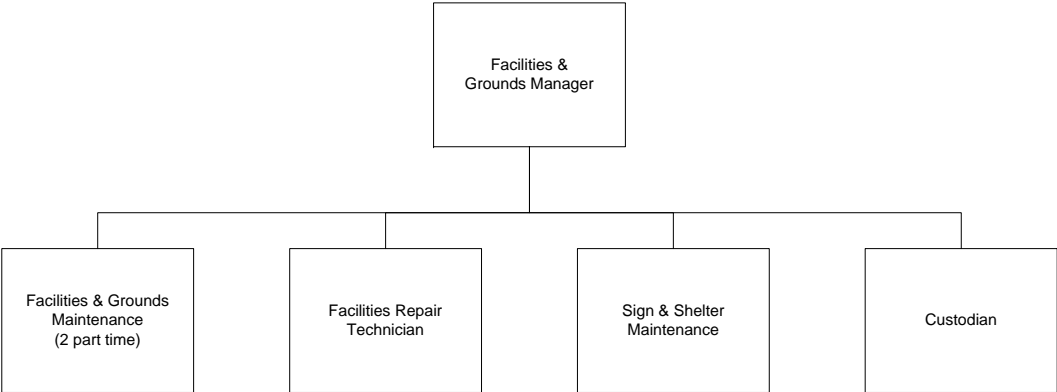 Facilities &
Grounds Manager
Facilities & Grounds
Maintenance
(2 part time)
Facilities Repair
Technician
Sign & Shelter
Maintenance
Custodian